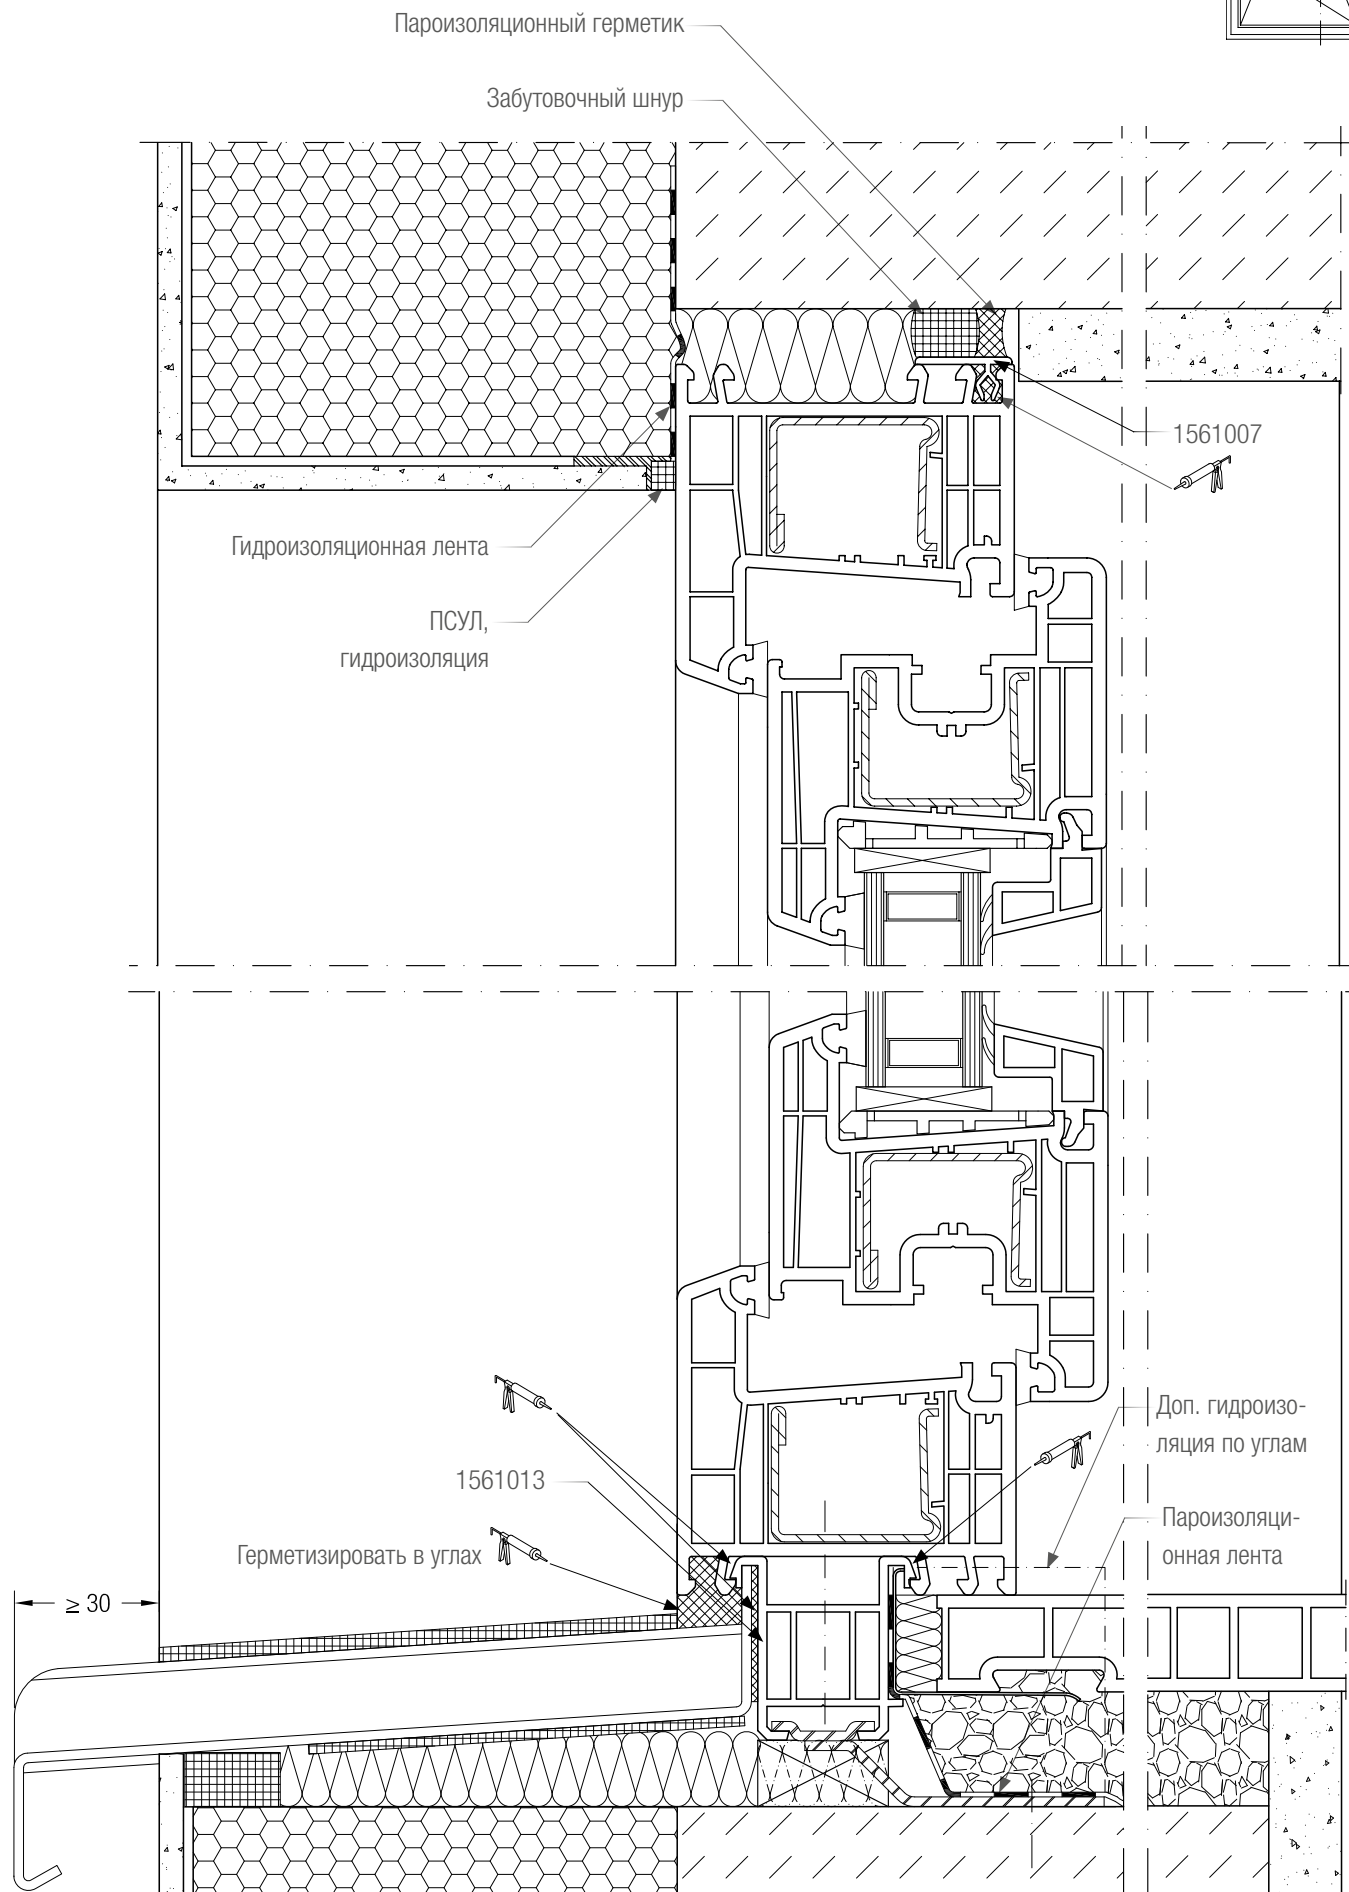 Пароизоляционный герметик
Забутовочный шнур
1561007
Гидроизоляционная лента
ПСУЛ,
гидроизоляция
Доп. гидроизо-
ляция по углам
1561013
Пароизоляци-
онная лента
Герметизировать в углах
≥ 30